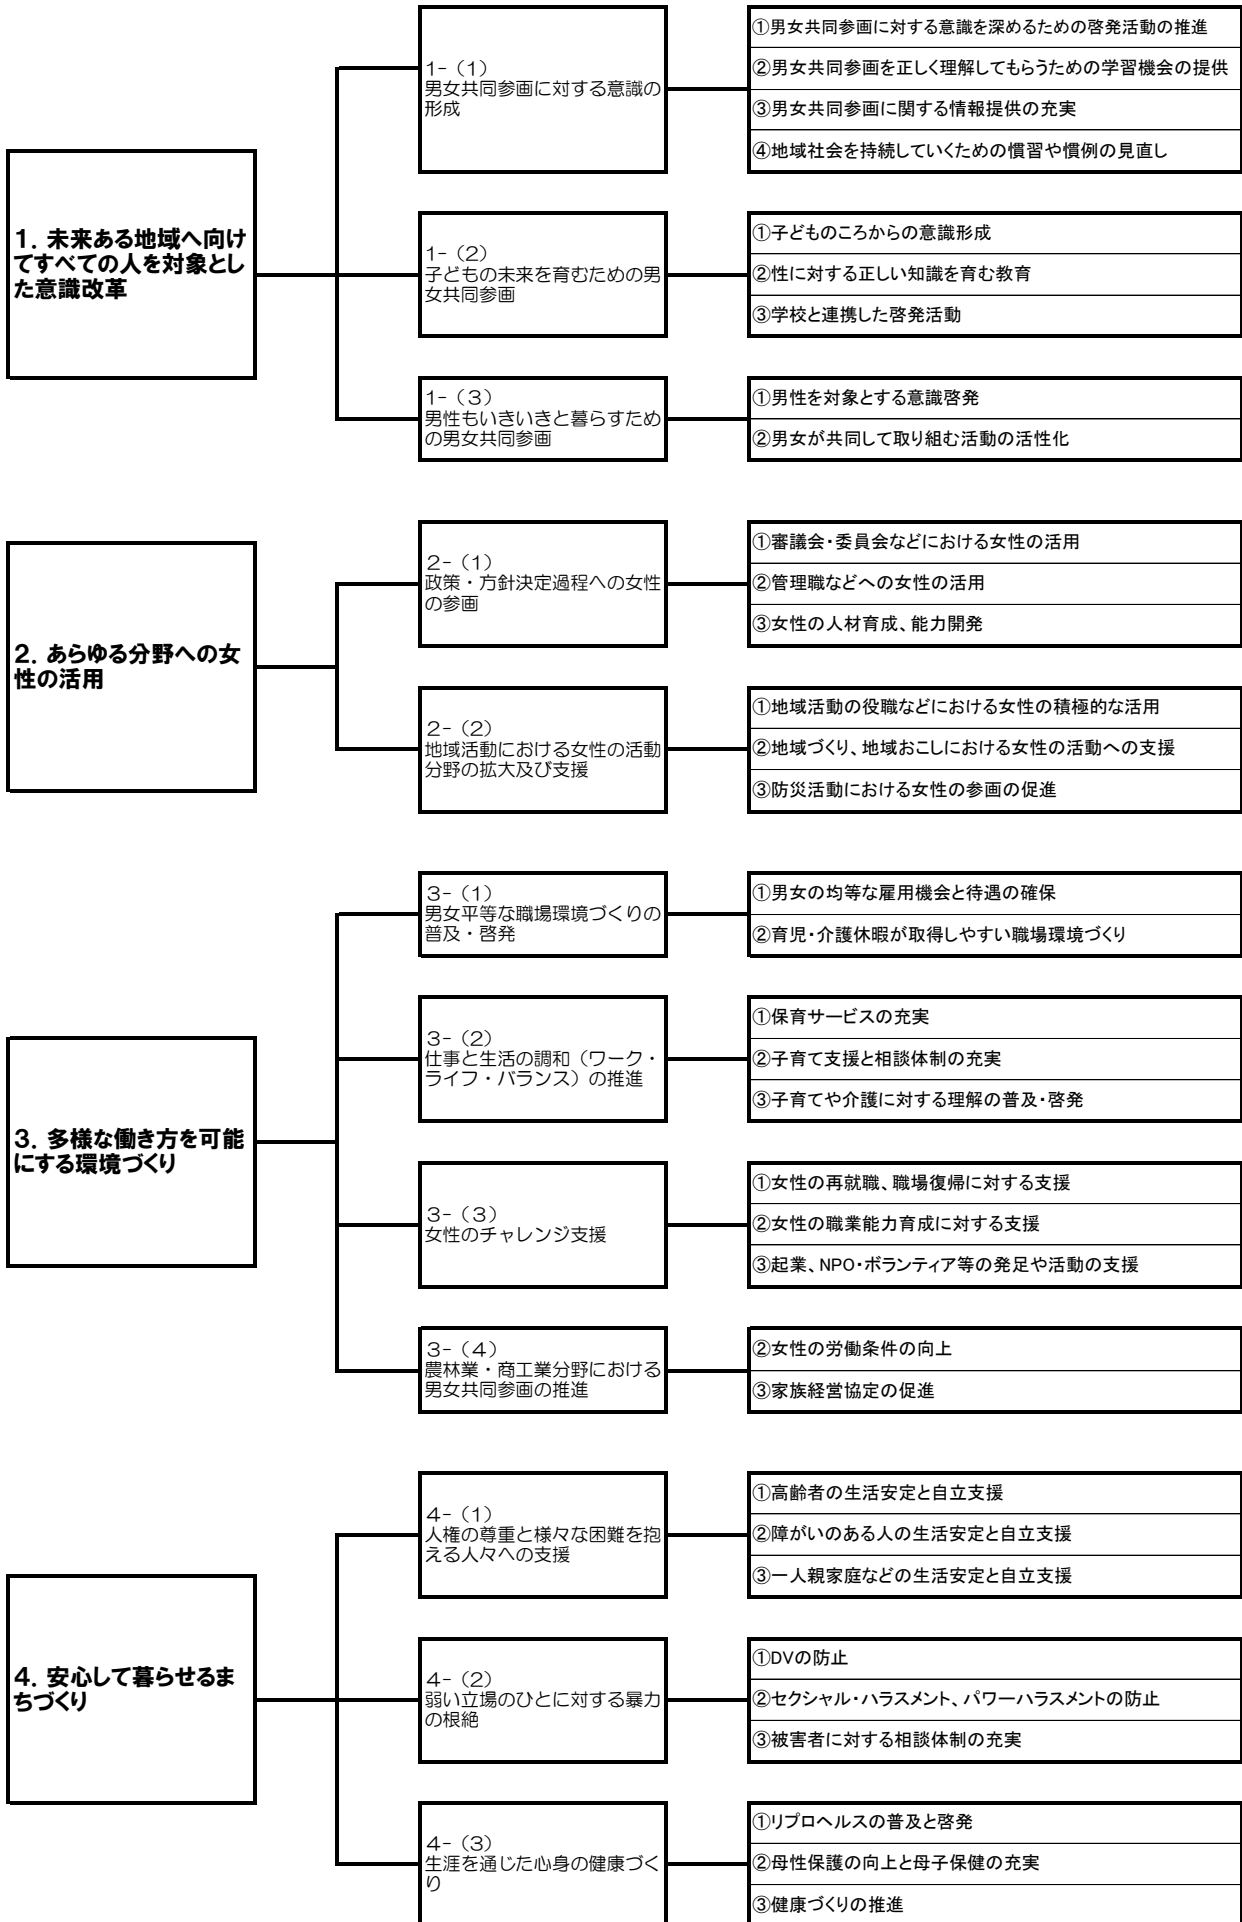 1．未来ある地域へ向け
てすべての人を対象とし
た意識改革
1-（1）
男女共同参画に対する意識の
形成
①男女共同参画に対する意識を深めるための啓発活動の推進
②男女共同参画を正しく理解してもらうための学習機会の提供
③男女共同参画に関する情報提供の充実
④地域社会を持続していくための慣習や慣例の見直し
1-（2）
子どもの未来を育むための男
女共同参画
①子どものころからの意識形成
②性に対する正しい知識を育む教育
③学校と連携した啓発活動
1-（3）
男性もいきいきと暮らすため
の男女共同参画
①男性を対象とする意識啓発
②男女が共同して取り組む活動の活性化
2．あらゆる分野への女
性の活用
2-（1）
政策・方針決定過程への女性
の参画
①審議会・委員会などにおける女性の活用
②管理職などへの女性の活用
③女性の人材育成、能力開発
2-（2）
地域活動における女性の活動
分野の拡大及び支援
①地域活動の役職などにおける女性の積極的な活用
②地域づくり、地域おこしにおける女性の活動への支援
③防災活動における女性の参画の促進
3．多様な働き方を可能
にする環境づくり
3-（1）
男女平等な職場環境づくりの
普及・啓発
①男女の均等な雇用機会と待遇の確保
②育児・介護休暇が取得しやすい職場環境づくり
3-（2）
仕事と生活の調和（ワーク・
ライフ・バランス）の推進
①保育サービスの充実
②子育て支援と相談体制の充実
③子育てや介護に対する理解の普及・啓発
3-（3）
女性のチャレンジ支援
①女性の再就職、職場復帰に対する支援
②女性の職業能力育成に対する支援
③起業、NPO・ボランティア等の発足や活動の支援
3-（4）
農林業・商工業分野における
男女共同参画の推進
②女性の労働条件の向上
③家族経営協定の促進
4．安心して暮らせるま
ちづくり
4-（1）
人権の尊重と様々な困難を抱
える人々への支援
①高齢者の生活安定と自立支援
②障がいのある人の生活安定と自立支援
③一人親家庭などの生活安定と自立支援
4-（2）
弱い立場のひとに対する暴力
の根絶
①DVの防止
②セクシャル・ハラスメント、パワーハラスメントの防止
③被害者に対する相談体制の充実
4-（3）
生涯を通じた心身の健康づく
り
①リプロヘルスの普及と啓発
②母性保護の向上と母子保健の充実
③健康づくりの推進